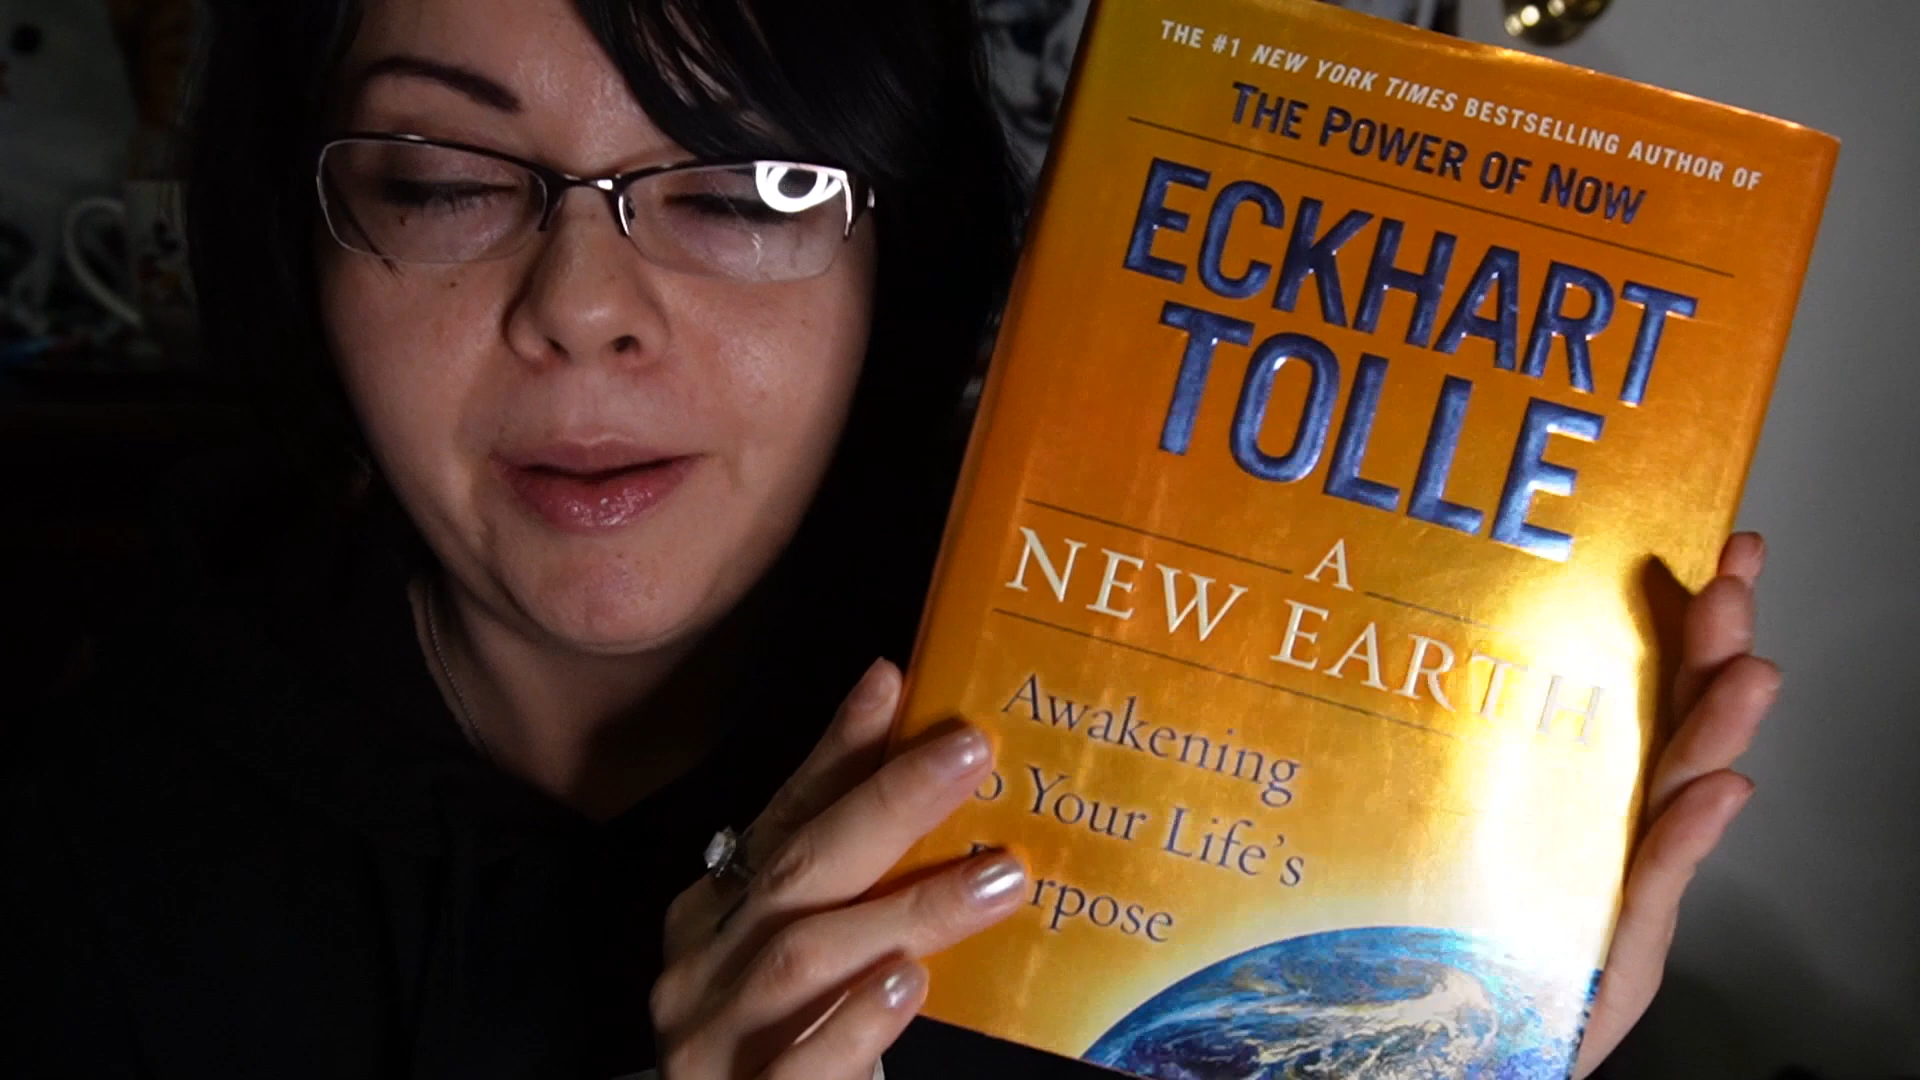 THE #1 NEW YORK TIMES BESTSELLING AUTHOR OF
THE POWER OF NOW
ECKHART
TOLLE
A
NEW EARTH
Awakening
Your Life's
rpose